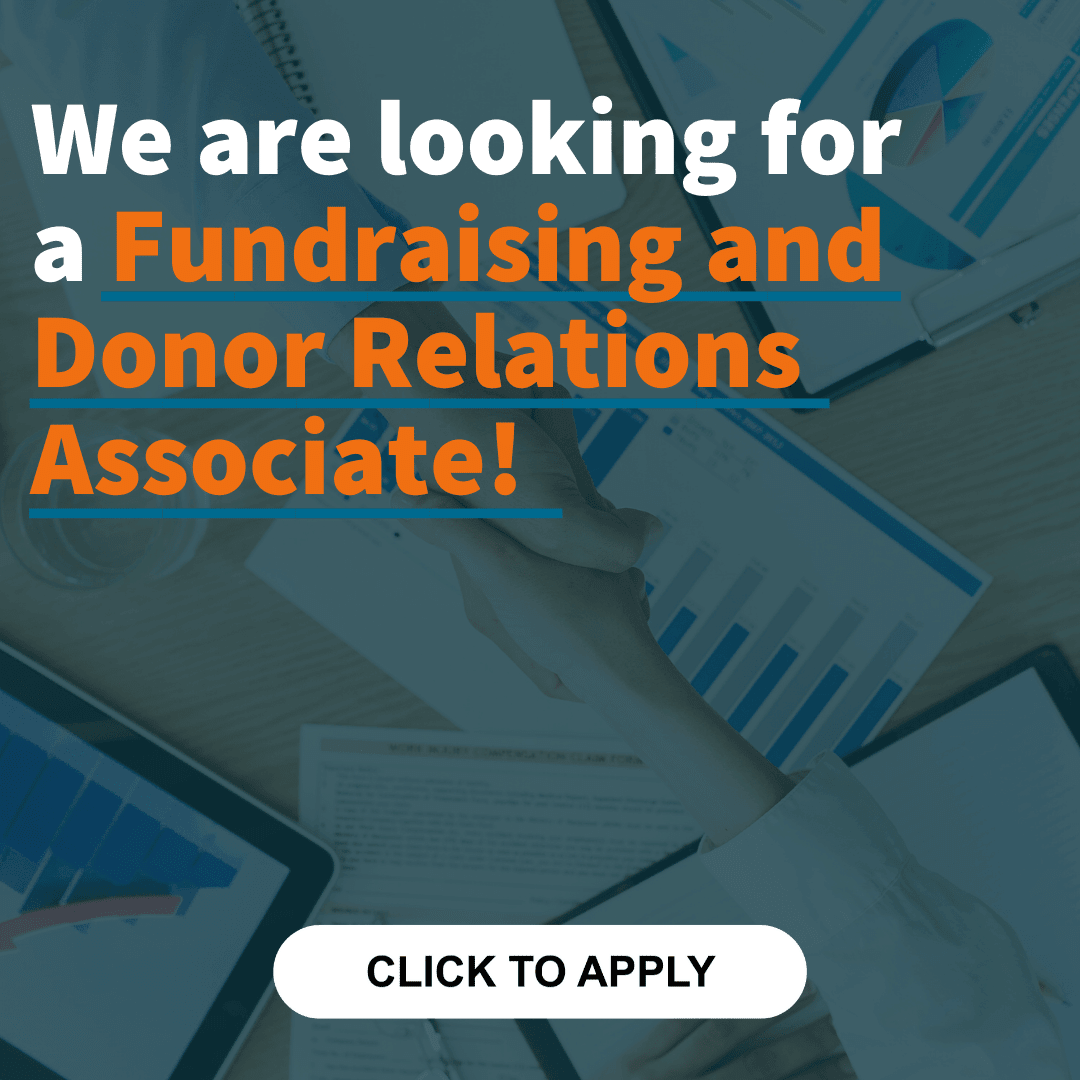 We are looking for
a Fundraising and
Donor Relations
Associate!
CLICK TO APPLY